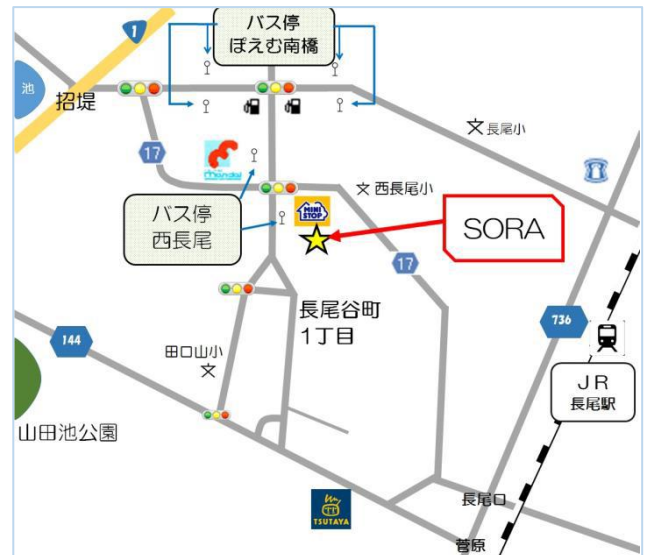 バス停
ぽえむ南橋
1
池
招堤
文長尾小
17
mandai
文 西長尾小
バス停
西長尾
MINI
STOP
SORA
17
長尾谷町
1丁目
736
144
田口山小
文
JR
長尾駅
山田池公園
TSUTAYA
長尾口
菅原